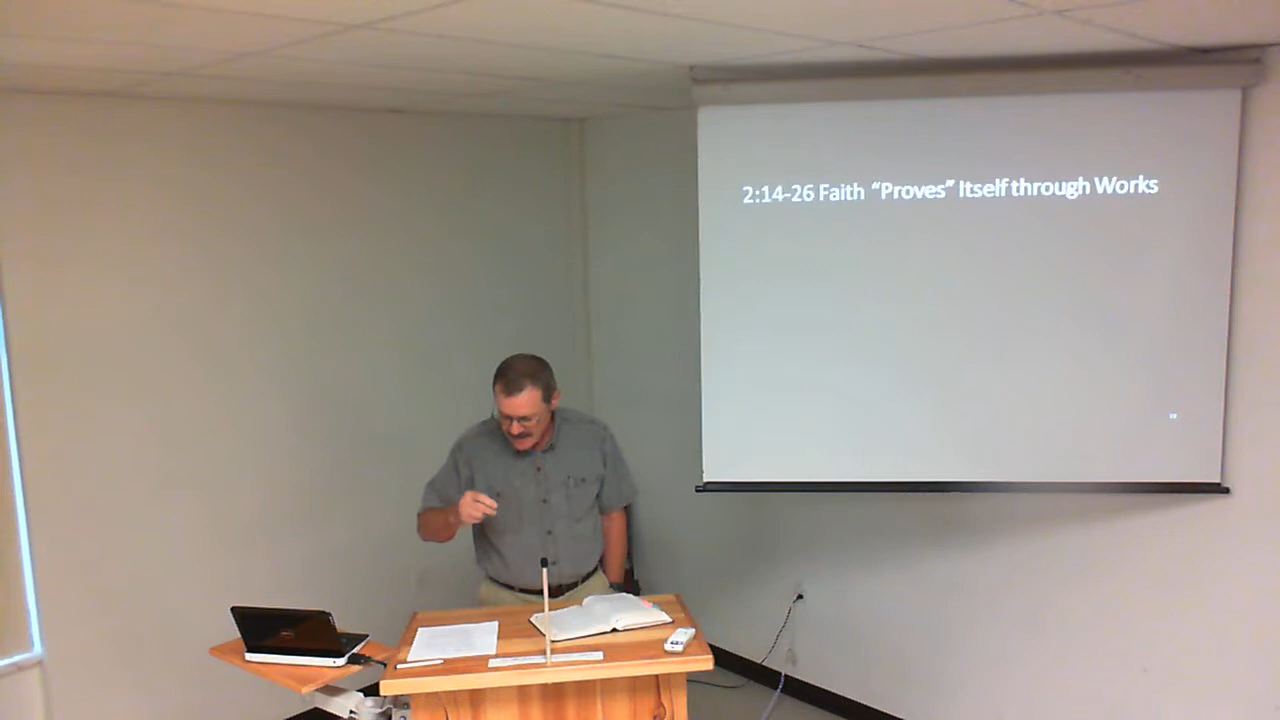 2:14-26 Faith “Proves” Itself through Works